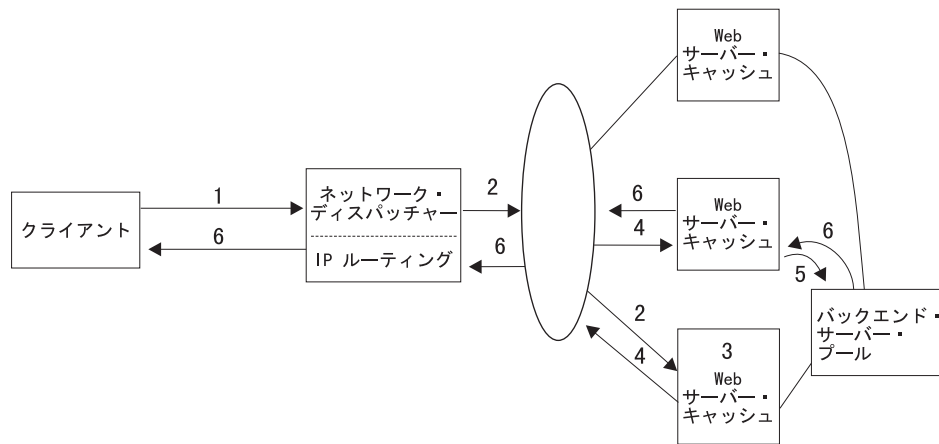 Web
サーバー・
キャッシュ
1
ネットワーク・
ディスパッチャー
2
6
Web
サーバー・
キャッシュ
クライアント
6
IP ルーティング
6
4
6
5
バックエンド・
サーバー・
プール
2
4
3
Web
サーバー・
キャッシュ